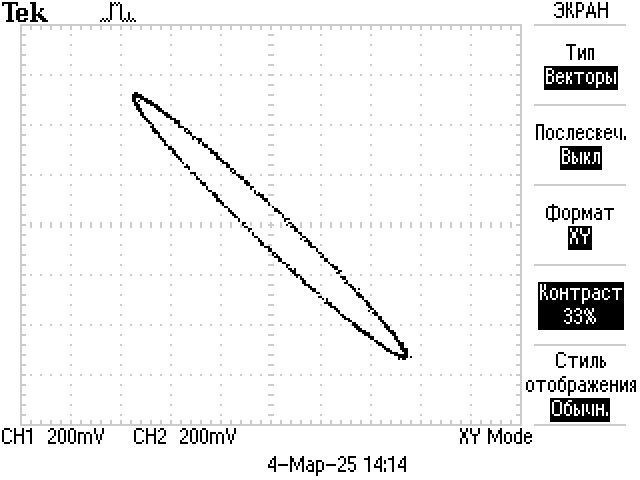 Tek
ЭКРАН
Тип
Векторы
Послесвеч.
Выкл
Формат
XY
Контраст
33%
Стиль
отображения
Обычн.
CH1 200mV CH2 200mV XY Mode
4-Мар-25 14:14